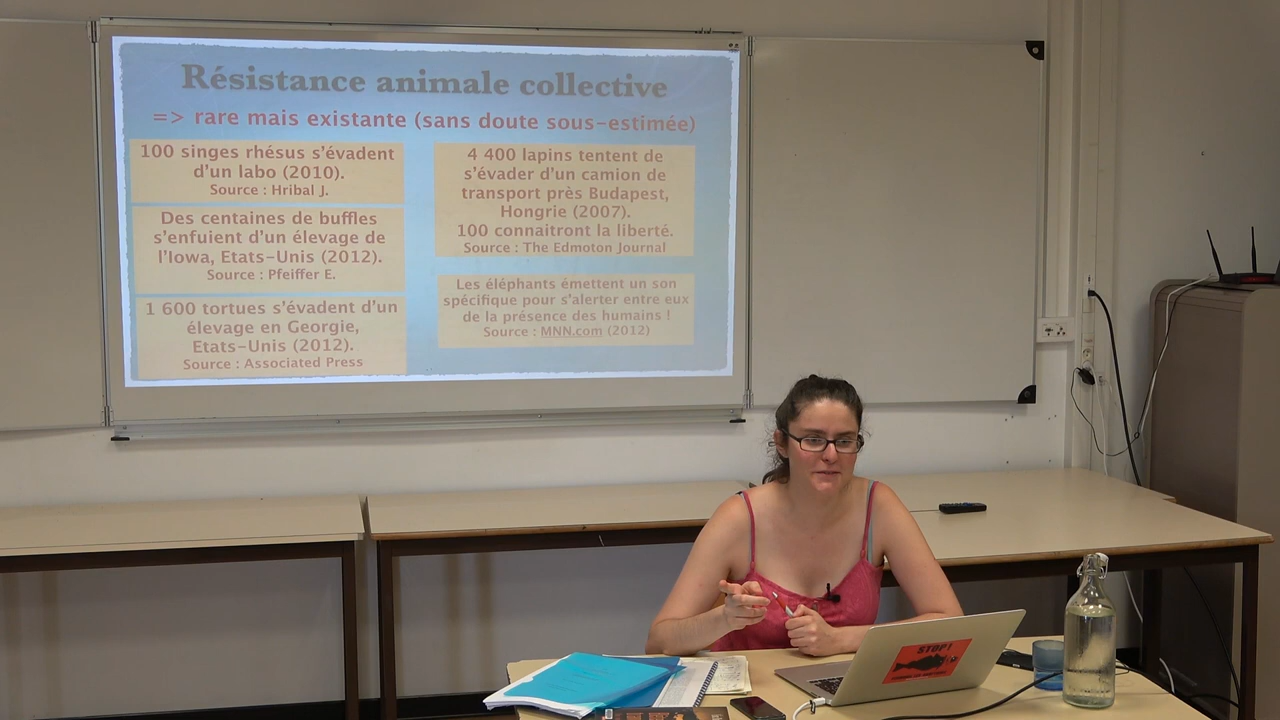 Résistance animale collective
=> rare mais existante (sans doute sous-estimée)
100 singes rhésus s'évadent
d'un labo (2010).
Source : Hribal J.
Des centaines de buffles
s'enfuient d'un élevage de
l'Iowa, Etats-Unis (2012).
Source : Pfeiffer E.
1 600 tortues s'évadent d'un
élevage en Georgie,
Etats-Unis (2012).
Source : Associated Press
4 400 lapins tentent de
s'évader d'un camion de
transport près Budapest,
Hongrie (2007).
100 connaitront la liberté.
Source : The Edmoton Journal
Les éléphants émettent un son
spécifique pour s'alerter entre eux
de la présence des humains !
Source : MNN.com (2012)
STOP!